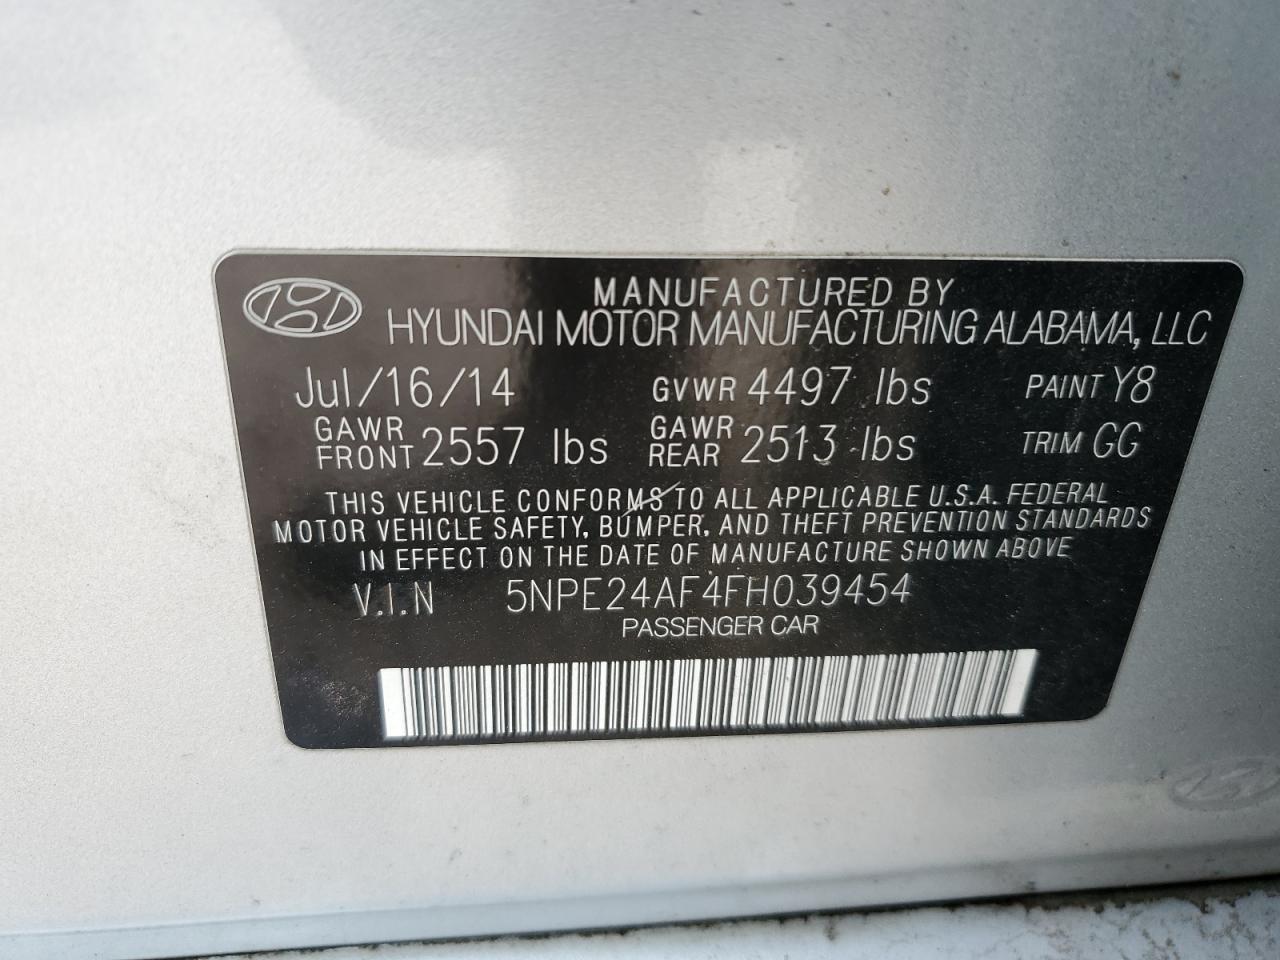 MANUFACTURED BY
HYUNDAI MOTOR MANUFACTURING ALABAMA, LLC
Jul/16/14 GVWR 4497 lbs PAINT Y8
GAWR FRONT 2557 lbs GAWR REAR 2513 lbs TRIM GG
THIS VEHICLE CONFORMS TO ALL APPLICABLE U.S.A. FEDERAL
MOTOR VEHICLE SAFETY, BUMPER, AND THEFT PREVENTION STANDARDS
IN EFFECT ON THE DATE OF MANUFACTURE SHOWN ABOVE
V.I.N 5NPE24AF4FH039454
PASSENGER CAR